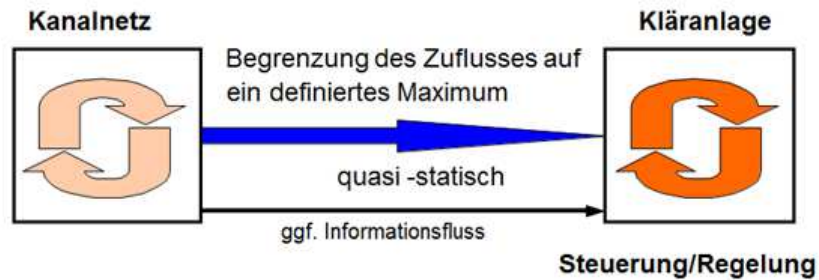 Kanalnetz
Kläranlage
Begrenzung des Zuflusses auf
ein definiertes Maximum
quasi -statisch
ggf. Informationsfluss
Steuerung/Regelung